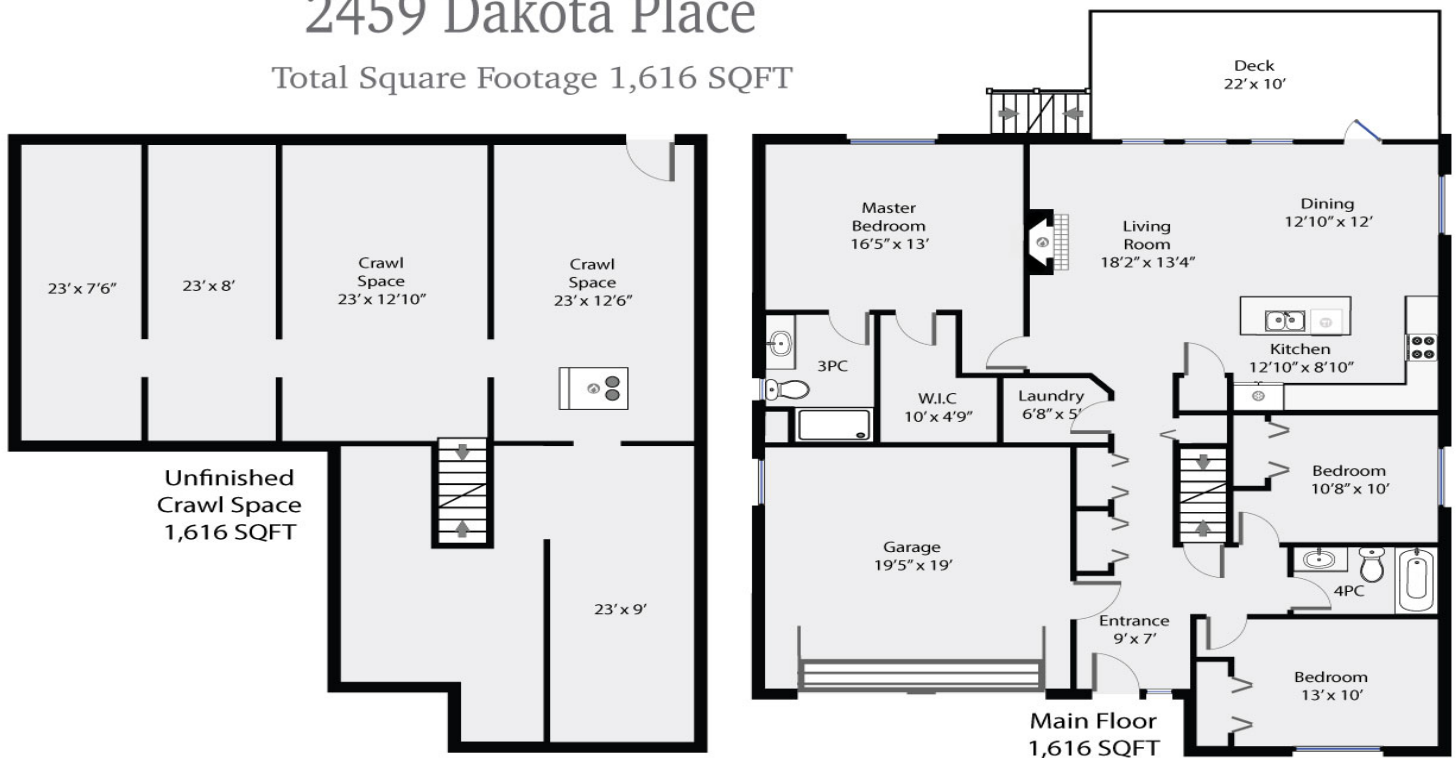 2459 Dakota Place
Total Square Footage 1,616 SQFT
23’ x 7’6”
23’ x 8’
Crawl
Space
23’ x 12’10”
Crawl
Space
23’ x 12’6”
Unfinished
Crawl Space
1,616 SQFT
23’ x 9’
Deck
22’ x 10’
Master
Bedroom
16’5” x 13’
Living
Room
18’2” x 13’4”
Dining
12’10” x 12’
Kitchen
12’10” x 8’10”
3PC
W.I.C
10’ x 4’9”
Laundry
6’8” x 5’
Bedroom
10’8” x 10’
Garage
19’5” x 19’
4PC
Entrance
9’ x 7’
Bedroom
13’ x 10’
Main Floor
1,616 SQFT